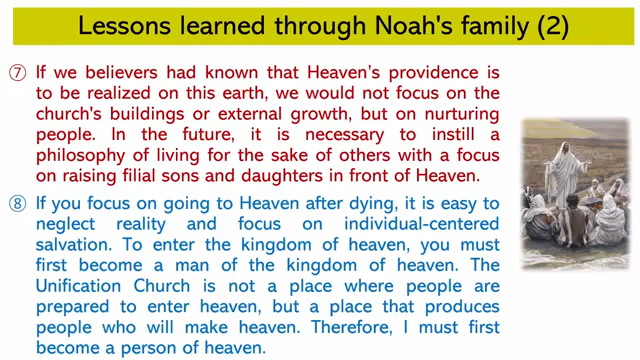 Lessons learned through Noah's family (2)
⑦ If we believers had known that Heaven's providence is
to be realized on this earth, we would not focus on the
church's buildings or external growth, but on nurturing
people. In the future, it is necessary to instill a
philosophy of living for the sake of others with a focus
on raising filial sons and daughters in front of Heaven.
⑧ If you focus on going to Heaven after dying, it is easy to
neglect reality and focus on individual-centered
salvation. To enter the kingdom of heaven, you must
first become a man of the kingdom of heaven. The
Unification Church is not a place where people are
prepared to enter heaven, but a place that produces
people who will make heaven. Therefore, I must first
become a person of heaven.